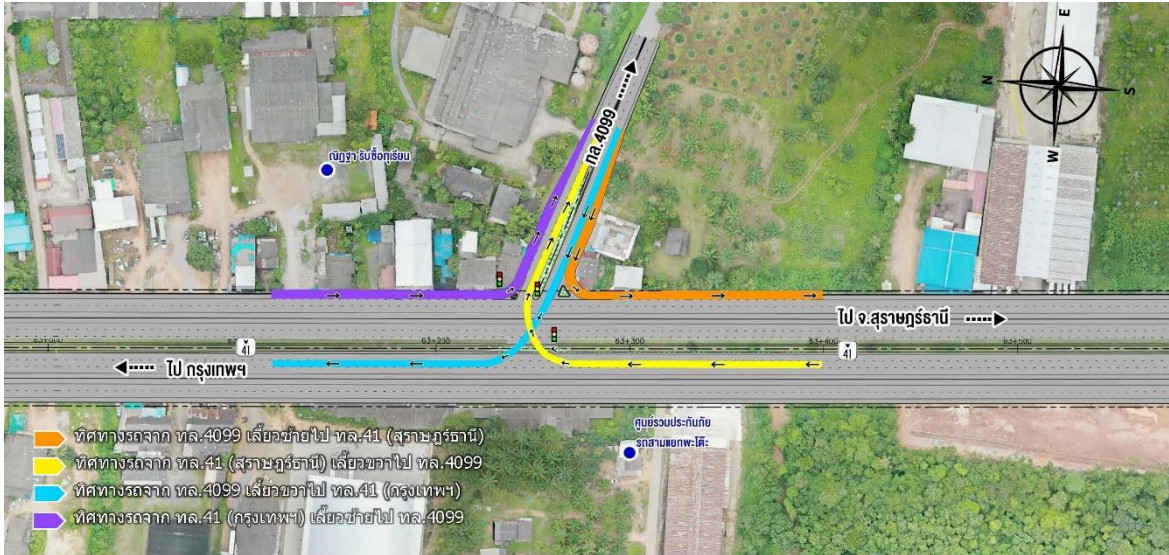 E
N
S
W
ทล.4099
ณัฏฐา รับซื้อทุเรียน
ไป จ.สุราษฎร์ธานี
63+200
63+300
63+400
63+500
41
41
ไป กรุงเทพฯ
ศูนย์รวมประกันภัย
รถสามแยกพะโต๊ะ
ทิศทางรถจาก ทล.4099 เลี้ยวซ้ายไป ทล.41 (สุราษฎร์ธานี)
ทิศทางรถจาก ทล.41 (สุราษฎร์ธานี) เลี้ยวขวาไป ทล.4099
ทิศทางรถจาก ทล.4099 เลี้ยวขวาไป ทล.41 (กรุงเทพฯ)
ทิศทางรถจาก ทล.41 (กรุงเทพฯ) เลี้ยวซ้ายไป ทล.4099